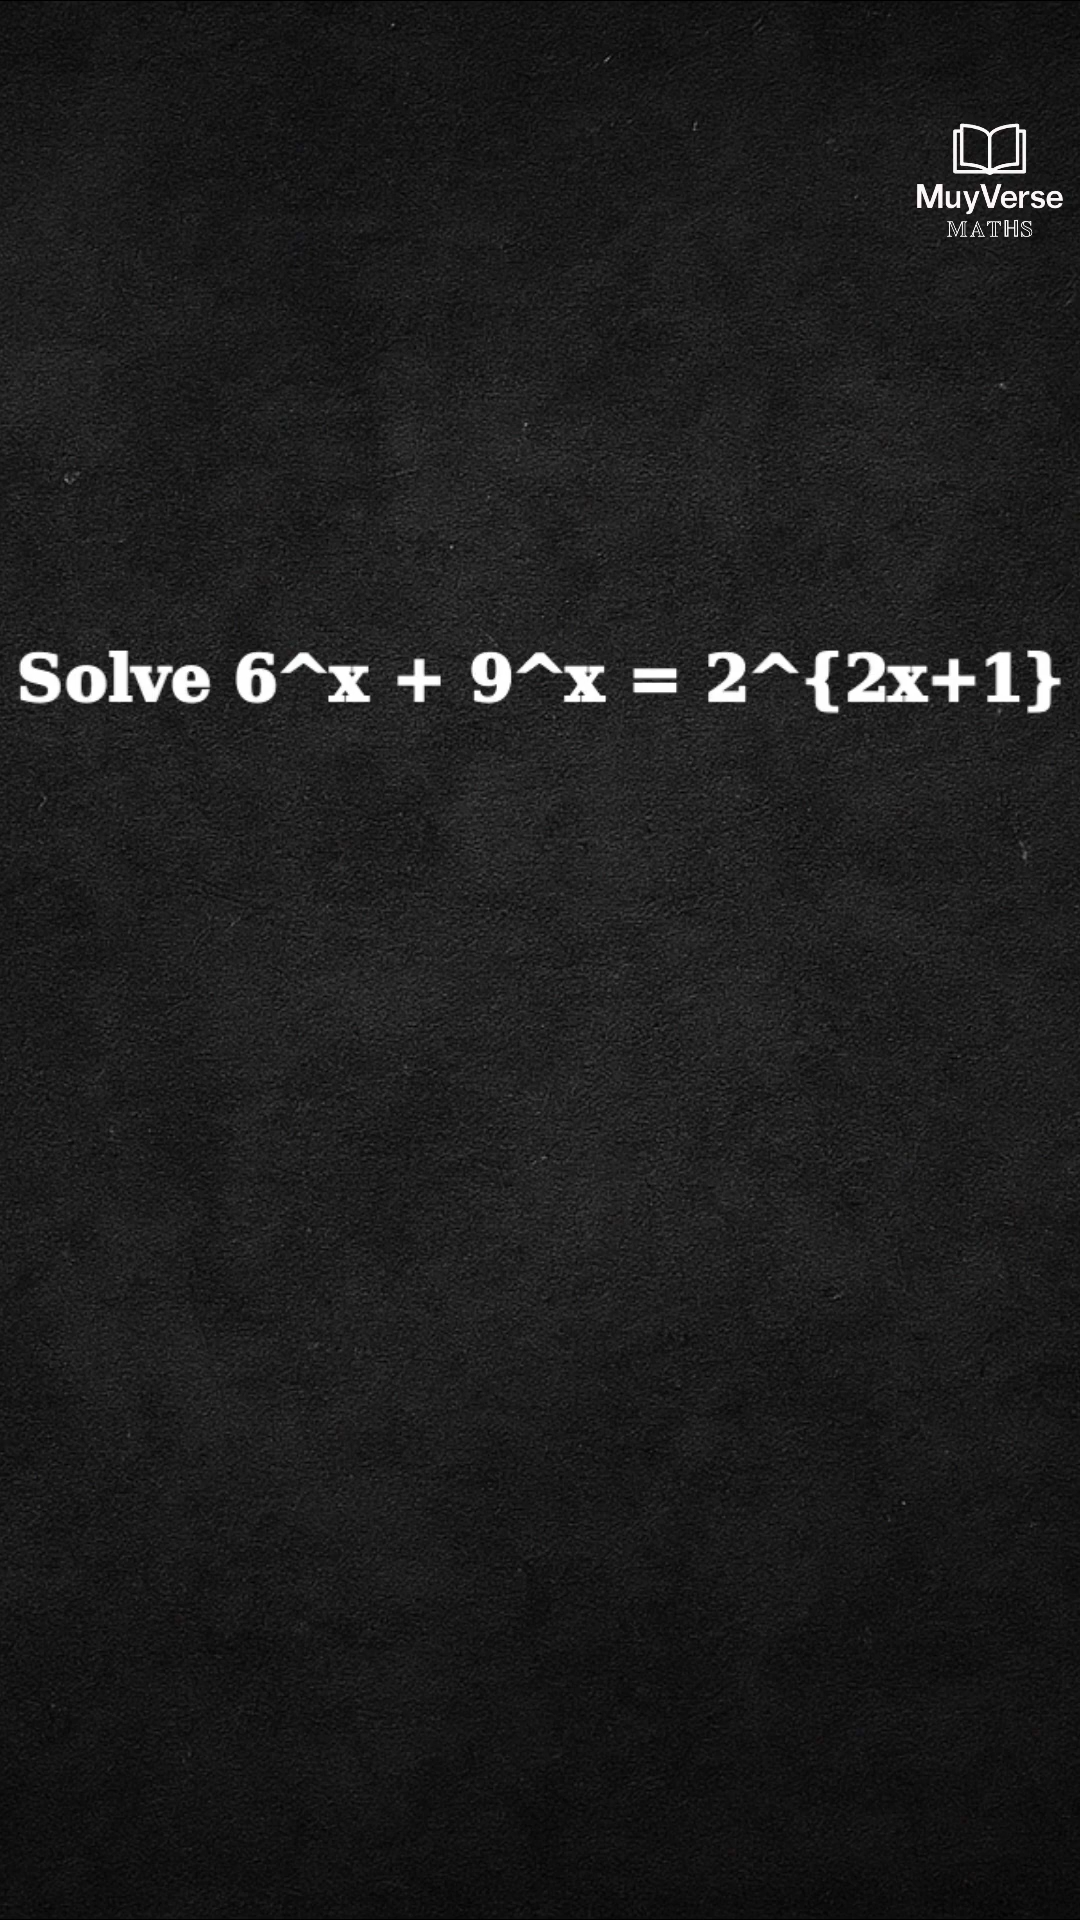 MuyVerse
MATHS
Solve 6^x + 9^x = 2^{2x+1}